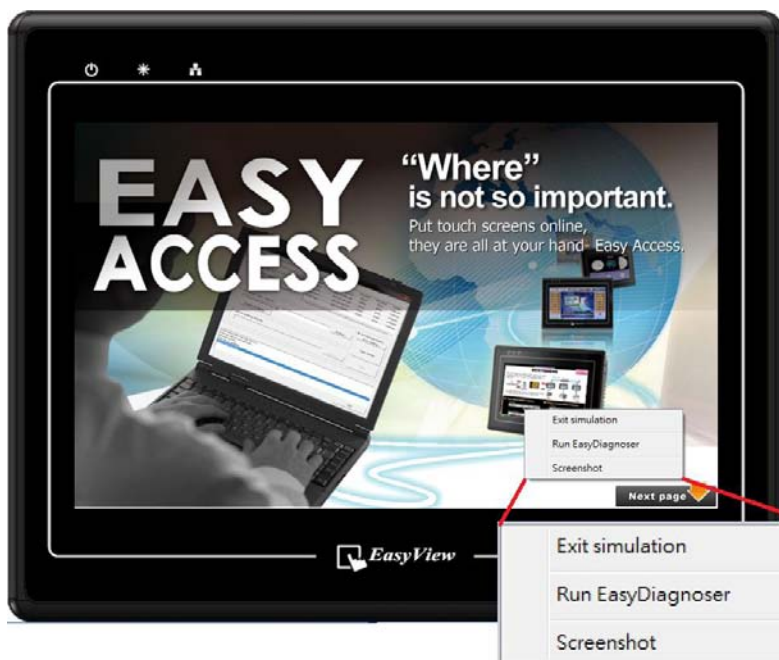 EASY
ACCESS
“Where”
is not so important.
Put touch screens online,
they are all at your hand- Easy Access.
Exit simulation
Run EasyDiagnoser
Screenshot
Next page
EasyView
Exit simulation
Run EasyDiagnoser
Screenshot